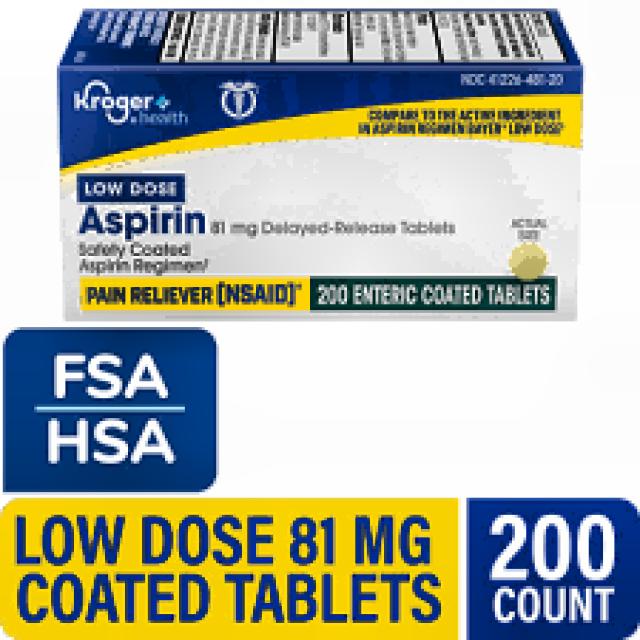 NDC 41226-481-20
Kroger+
health
COMPARE TO THE ACTIVE INGREDIENT
IN ASPIRIN REGIMEN BAYER® LOW DOSE†
LOW DOSE
Aspirin 81 mg Delayed-Release Tablets
ACTUAL
SIZE
Safety Coated
Aspirin Regimen†
PAIN RELIEVER [NSAID]* 200 ENTERIC COATED TABLETS
FSA
HSA
LOW DOSE 81 MG
COATED TABLETS
200
COUNT